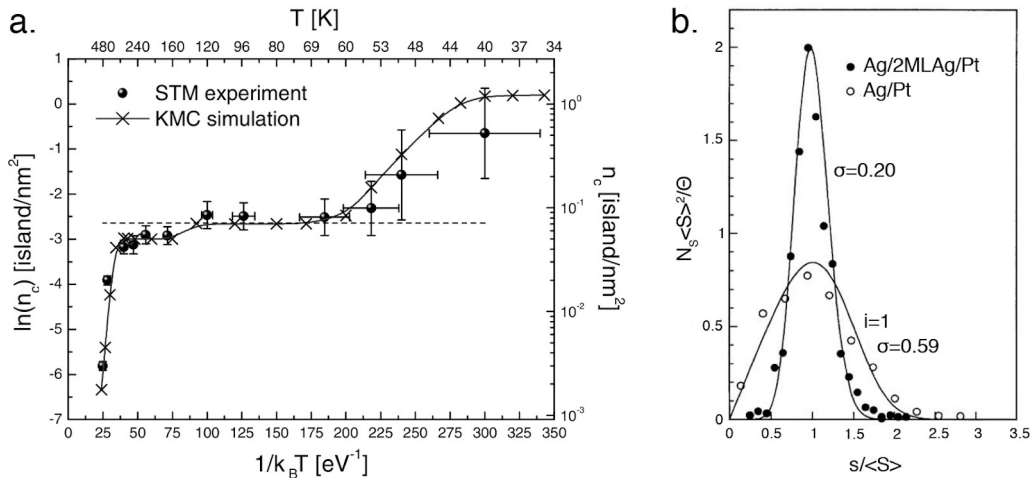 a.
T [K]
480 240 160 120 96 80 69 60 53 48 44 40 37 34
1
0
-1
-2
-3
-4
-5
-6
-7
ln(n_c) [island/nm²]
STM experiment
KMC simulation
10⁰
10⁻¹
10⁻²
10⁻³
n_c [island/nm²]
0 25 50 75 100 125 150 175 200 225 250 275 300 325 350
1/k_BT [eV⁻¹]
b.
2
1.5
1
0.5
0
N_S<S>²/Θ
Ag/2MLAg/Pt
Ag/Pt
σ=0.20
i=1
σ=0.59
0 0.5 1 1.5 2 2.5 3 3.5
s/<S>